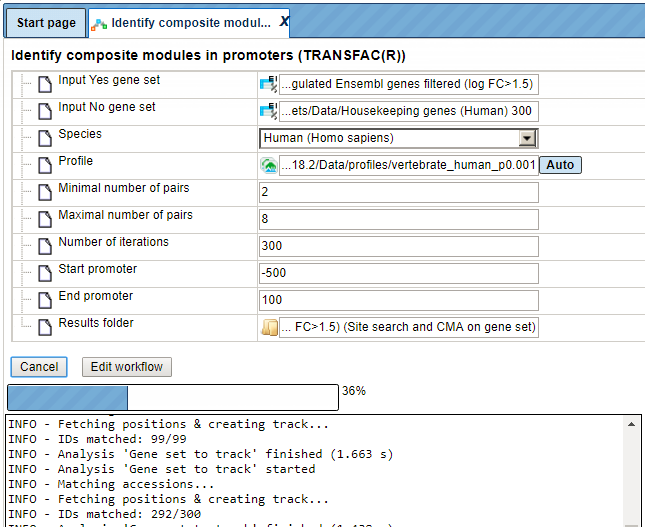 Start page
Identify composite modul... X
Identify composite modules in promoters (TRANSFAC(R))
Input Yes gene set ...gulated Ensembl genes filtered (log FC>1.5)
Input No gene set ...ets/Data/Housekeeping genes (Human) 300
Species Human (Homo sapiens)
Profile ...18.2/Data/profiles/vertebrate_human_p0.001 Auto
Minimal number of pairs 2
Maximal number of pairs 8
Number of iterations 300
Start promoter -500
End promoter 100
Results folder ... FC>1.5) (Site search and CMA on gene set)
Cancel Edit workflow
36%
INFO - Fetching positions & creating track...
INFO - IDs matched: 99/99
INFO - Analysis 'Gene set to track' finished (1.663 s)
INFO - Analysis 'Gene set to track' started
INFO - Matching accessions...
INFO - Fetching positions & creating track...
INFO - IDs matched: 292/300